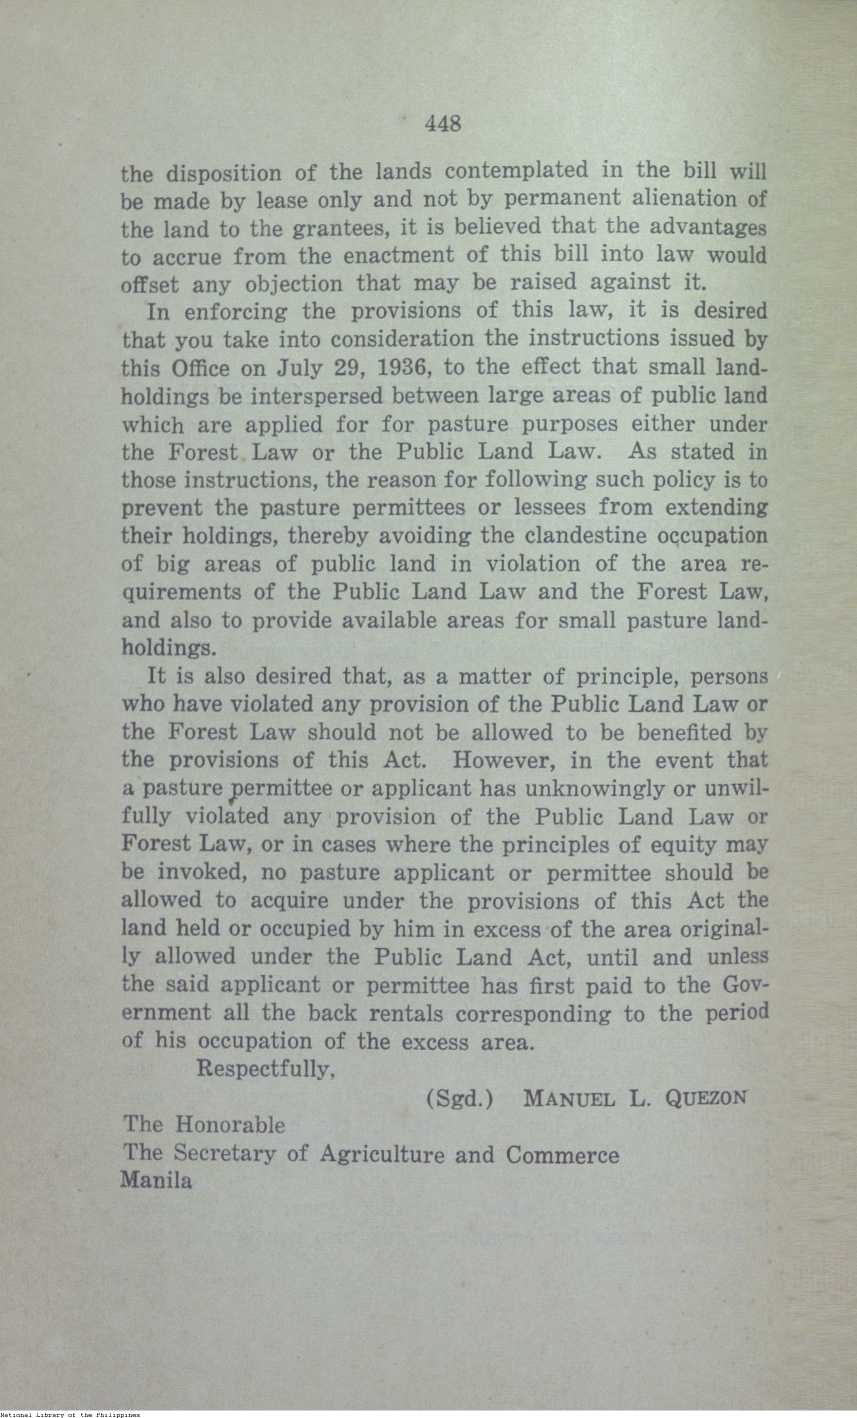 448
the disposition of the lands contemplated in the bill will
be made by lease only and not by permanent alienation of
the land to the grantees, it is believed that the advantages
to accrue from the enactment of this bill into law would
offset any objection that may be raised against it.
In enforcing the provisions of this law, it is desired
that you take into consideration the instructions issued by
this Office on July 29, 1936, to the effect that small land-
holdings be interspersed between large areas of public land
which are applied for for pasture purposes either under
the Forest Law or the Public Land Law. As stated in
those instructions, the reason for following such policy is to
prevent the pasture permittees or lessees from extending
their holdings, thereby avoiding the clandestine occupation
of big areas of public land in violation of the area re-
quirements of the Public Land Law and the Forest Law,
and also to provide available areas for small pasture land-
holdings.
It is also desired that, as a matter of principle, persons
who have violated any provision of the Public Land Law or
the Forest Law should not be allowed to be benefited by
the provisions of this Act. However, in the event that
a pasture permittee or applicant has unknowingly or unwil-
fully violated any provision of the Public Land Law or
Forest Law, or in cases where the principles of equity may
be invoked, no pasture applicant or permittee should be
allowed to acquire under the provisions of this Act the
land held or occupied by him in excess of the area original-
ly allowed under the Public Land Act, until and unless
the said applicant or permittee has first paid to the Gov-
ernment all the back rentals corresponding to the period
of his occupation of the excess area.
Respectfully,
(Sgd.) MANUEL L. QUEZON
The Honorable
The Secretary of Agriculture and Commerce
Manila
National Library of the Philippines